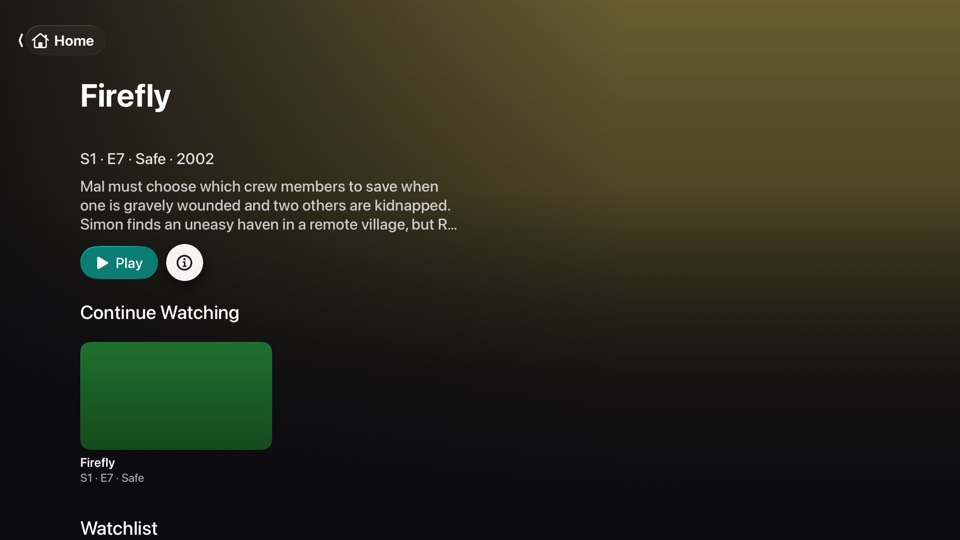 Home
Firefly
S1 · E7 · Safe · 2002
Mal must choose which crew members to save when
one is gravely wounded and two others are kidnapped.
Simon finds an uneasy haven in a remote village, but R...
Play
Continue Watching
Firefly
S1 · E7 · Safe
Watchlist